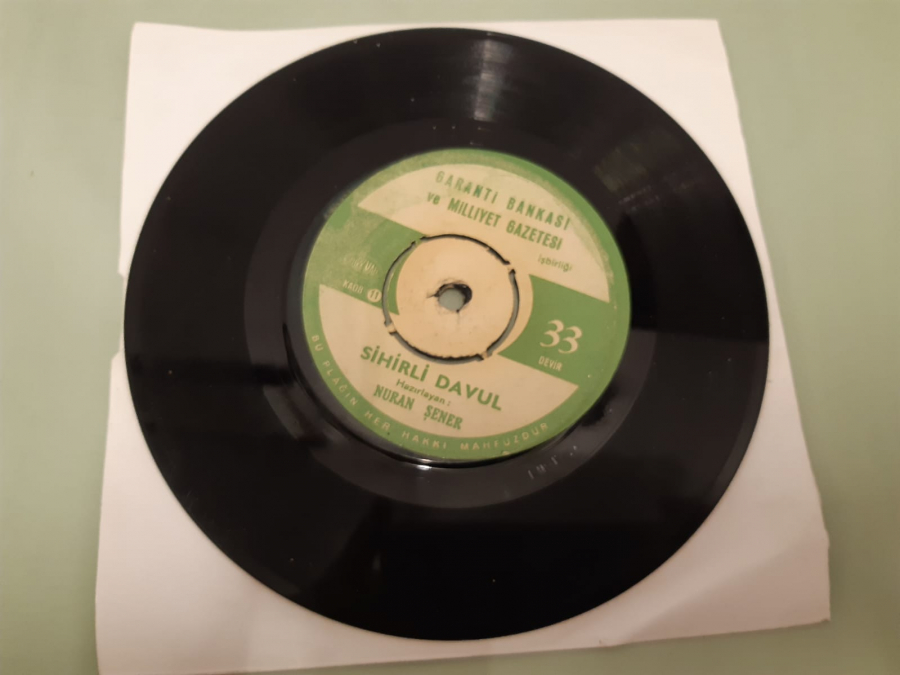 GARANTİ BANKASI
ve MİLLİYET GAZETESİ
işbirliği
33
DEVİR
SİHİRLİ DAVUL
Hazırlayan :
NURAN ŞENER
BU PLAĞIN HER HAKKI MAHFUZDUR